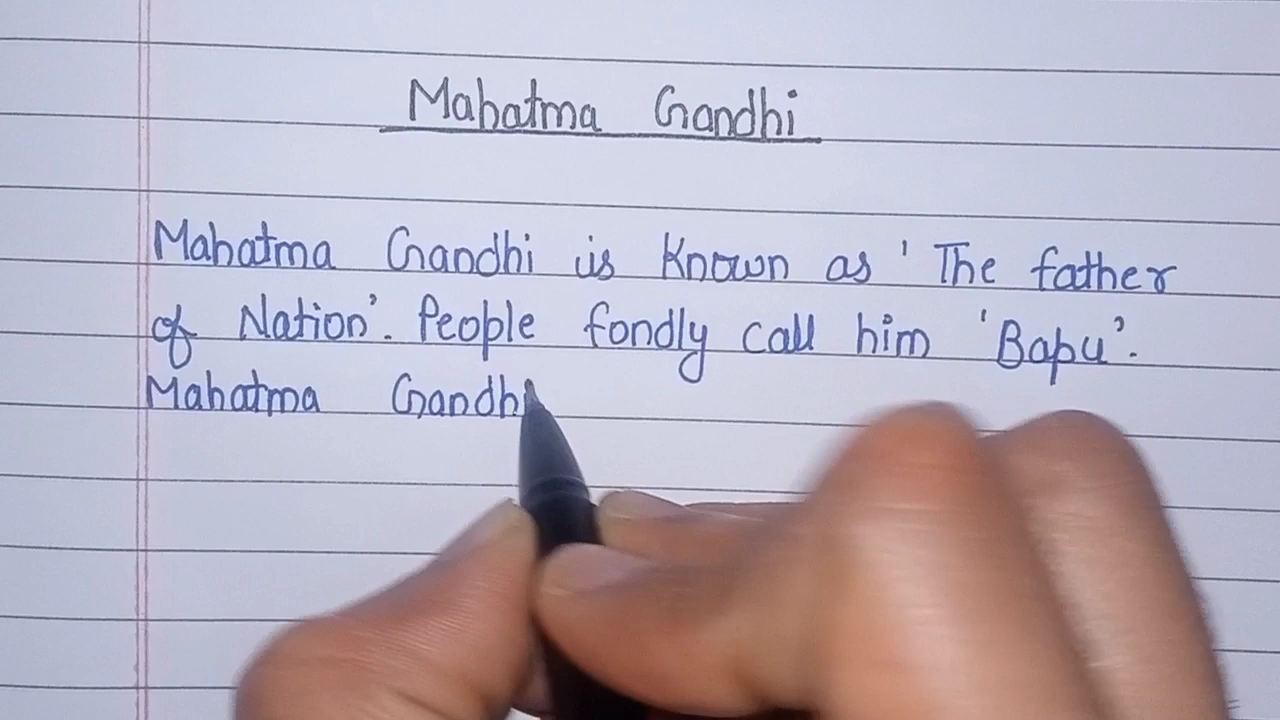 Mahatma Gandhi
Mahatma Gandhi is Known as 'The father
of Nation'. People fondly call him 'Bapu'.
Mahatma Gandhi